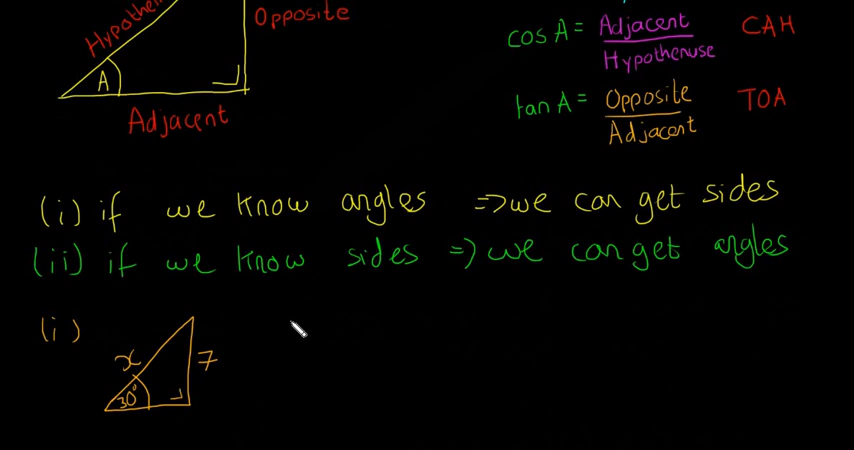 Opposite
A
Adjacent
cos A = Adjacent
Hypothenuse
CAH
tan A = Opposite
Adjacent
TOA
(i) if we know angles => we can get sides
(ii) if we know sides => we can get angles
(i)
x
7
30°